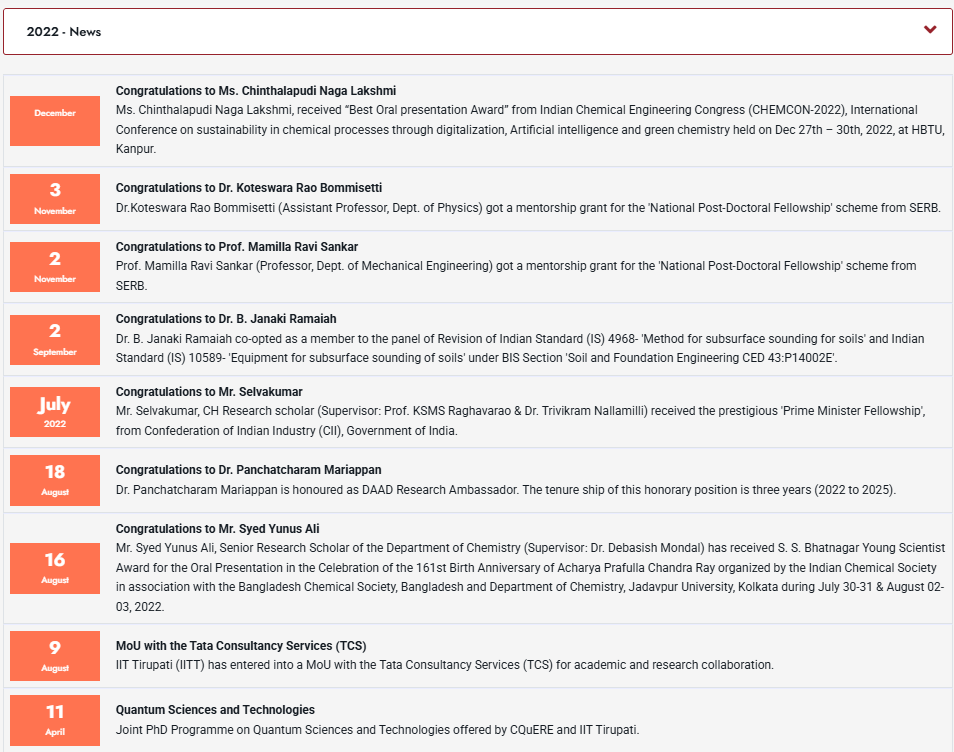 2022 - News
December
Congratulations to Ms. Chinthalapudi Naga Lakshmi
Ms. Chinthalapudi Naga Lakshmi, received “Best Oral presentation Award” from Indian Chemical Engineering Congress (CHEMCON-2022), International
Conference on sustainability in chemical processes through digitalization, Artificial intelligence and green chemistry held on Dec 27th – 30th, 2022, at HBTU,
Kanpur.
3
November
Congratulations to Dr. Koteswara Rao Bommisetti
Dr.Koteswara Rao Bommisetti (Assistant Professor, Dept. of Physics) got a mentorship grant for the 'National Post-Doctoral Fellowship' scheme from SERB.
2
November
Congratulations to Prof. Mamilla Ravi Sankar
Prof. Mamilla Ravi Sankar (Professor, Dept. of Mechanical Engineering) got a mentorship grant for the 'National Post-Doctoral Fellowship' scheme from
SERB.
2
September
Congratulations to Dr. B. Janaki Ramaiah
Dr. B. Janaki Ramaiah co-opted as a member to the panel of Revision of Indian Standard (IS) 4968- 'Method for subsurface sounding for soils' and Indian
Standard (IS) 10589- 'Equipment for subsurface sounding of soils' under BIS Section 'Soil and Foundation Engineering CED 43:P14002E'.
July
2022
Congratulations to Mr. Selvakumar
Mr. Selvakumar, CH Research scholar (Supervisor: Prof. KSMS Raghavarao & Dr. Trivikram Nallamilli) received the prestigious 'Prime Minister Fellowship',
from Confederation of Indian Industry (CII), Government of India.
18
August
Congratulations to Dr. Panchatcharam Mariappan
Dr. Panchatcharam Mariappan is honoured as DAAD Research Ambassador. The tenure ship of this honorary position is three years (2022 to 2025).
16
August
Congratulations to Mr. Syed Yunus Ali
Mr. Syed Yunus Ali, Senior Research Scholar of the Department of Chemistry (Supervisor: Dr. Debasish Mondal) has received S. S. Bhatnagar Young Scientist
Award for the Oral Presentation in the Celebration of the 161st Birth Anniversary of Acharya Prafulla Chandra Ray organized by the Indian Chemical Society
in association with the Bangladesh Chemical Society, Bangladesh and Department of Chemistry, Jadavpur University, Kolkata during July 30-31 & August 02-
03, 2022.
9
August
MoU with the Tata Consultancy Services (TCS)
IIT Tirupati (IITT) has entered into a MoU with the Tata Consultancy Services (TCS) for academic and research collaboration.
11
April
Quantum Sciences and Technologies
Joint PhD Programme on Quantum Sciences and Technologies offered by CQuERE and IIT Tirupati.